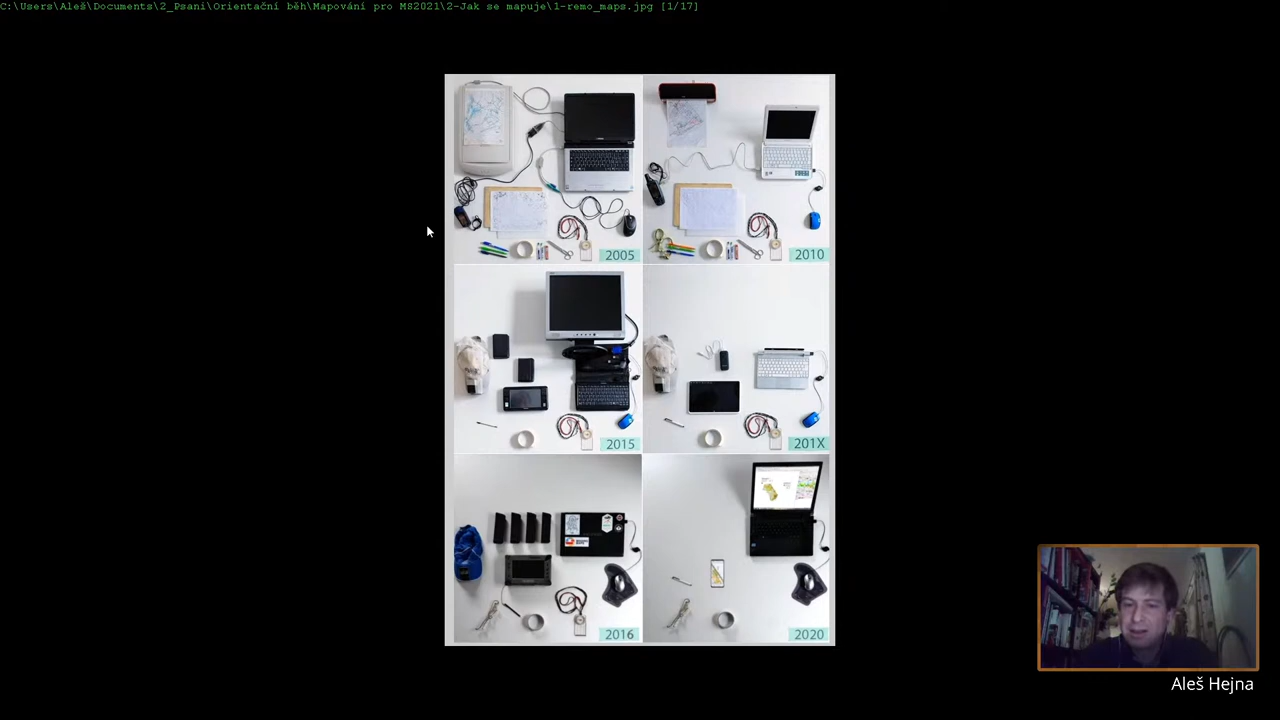 C:\Users\Aleš\Documents\2_Psani\Orientační běh\Mapování pro MS2021\2-Jak se mapuje\1-remo_maps.jpg [1/17]
2005
2010
2015
201X
2016
2020
Aleš Hejna